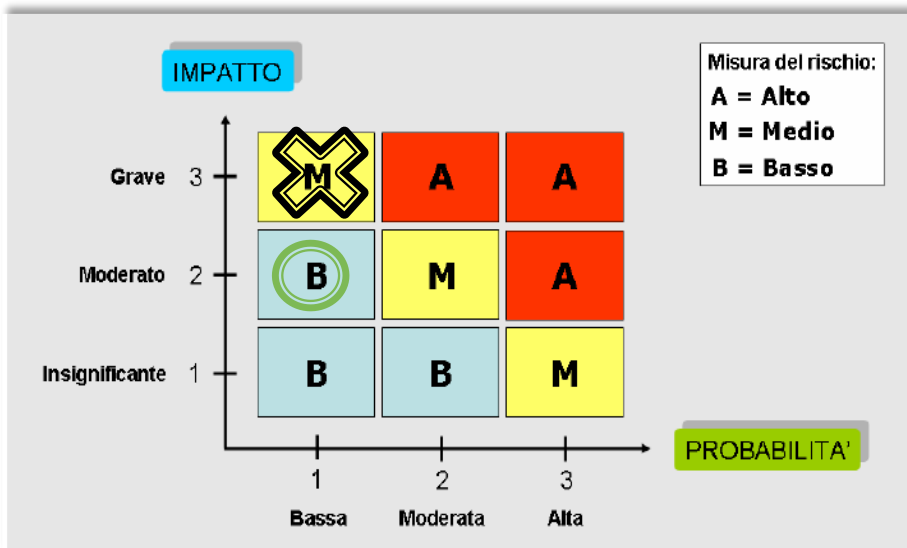 IMPATTO
Misura del rischio:
A = Alto
M = Medio
B = Basso
Grave 3 M A A
Moderato 2 B M A
Insignificante 1 B B M
PROBABILITA'
1 2 3
Bassa Moderata Alta